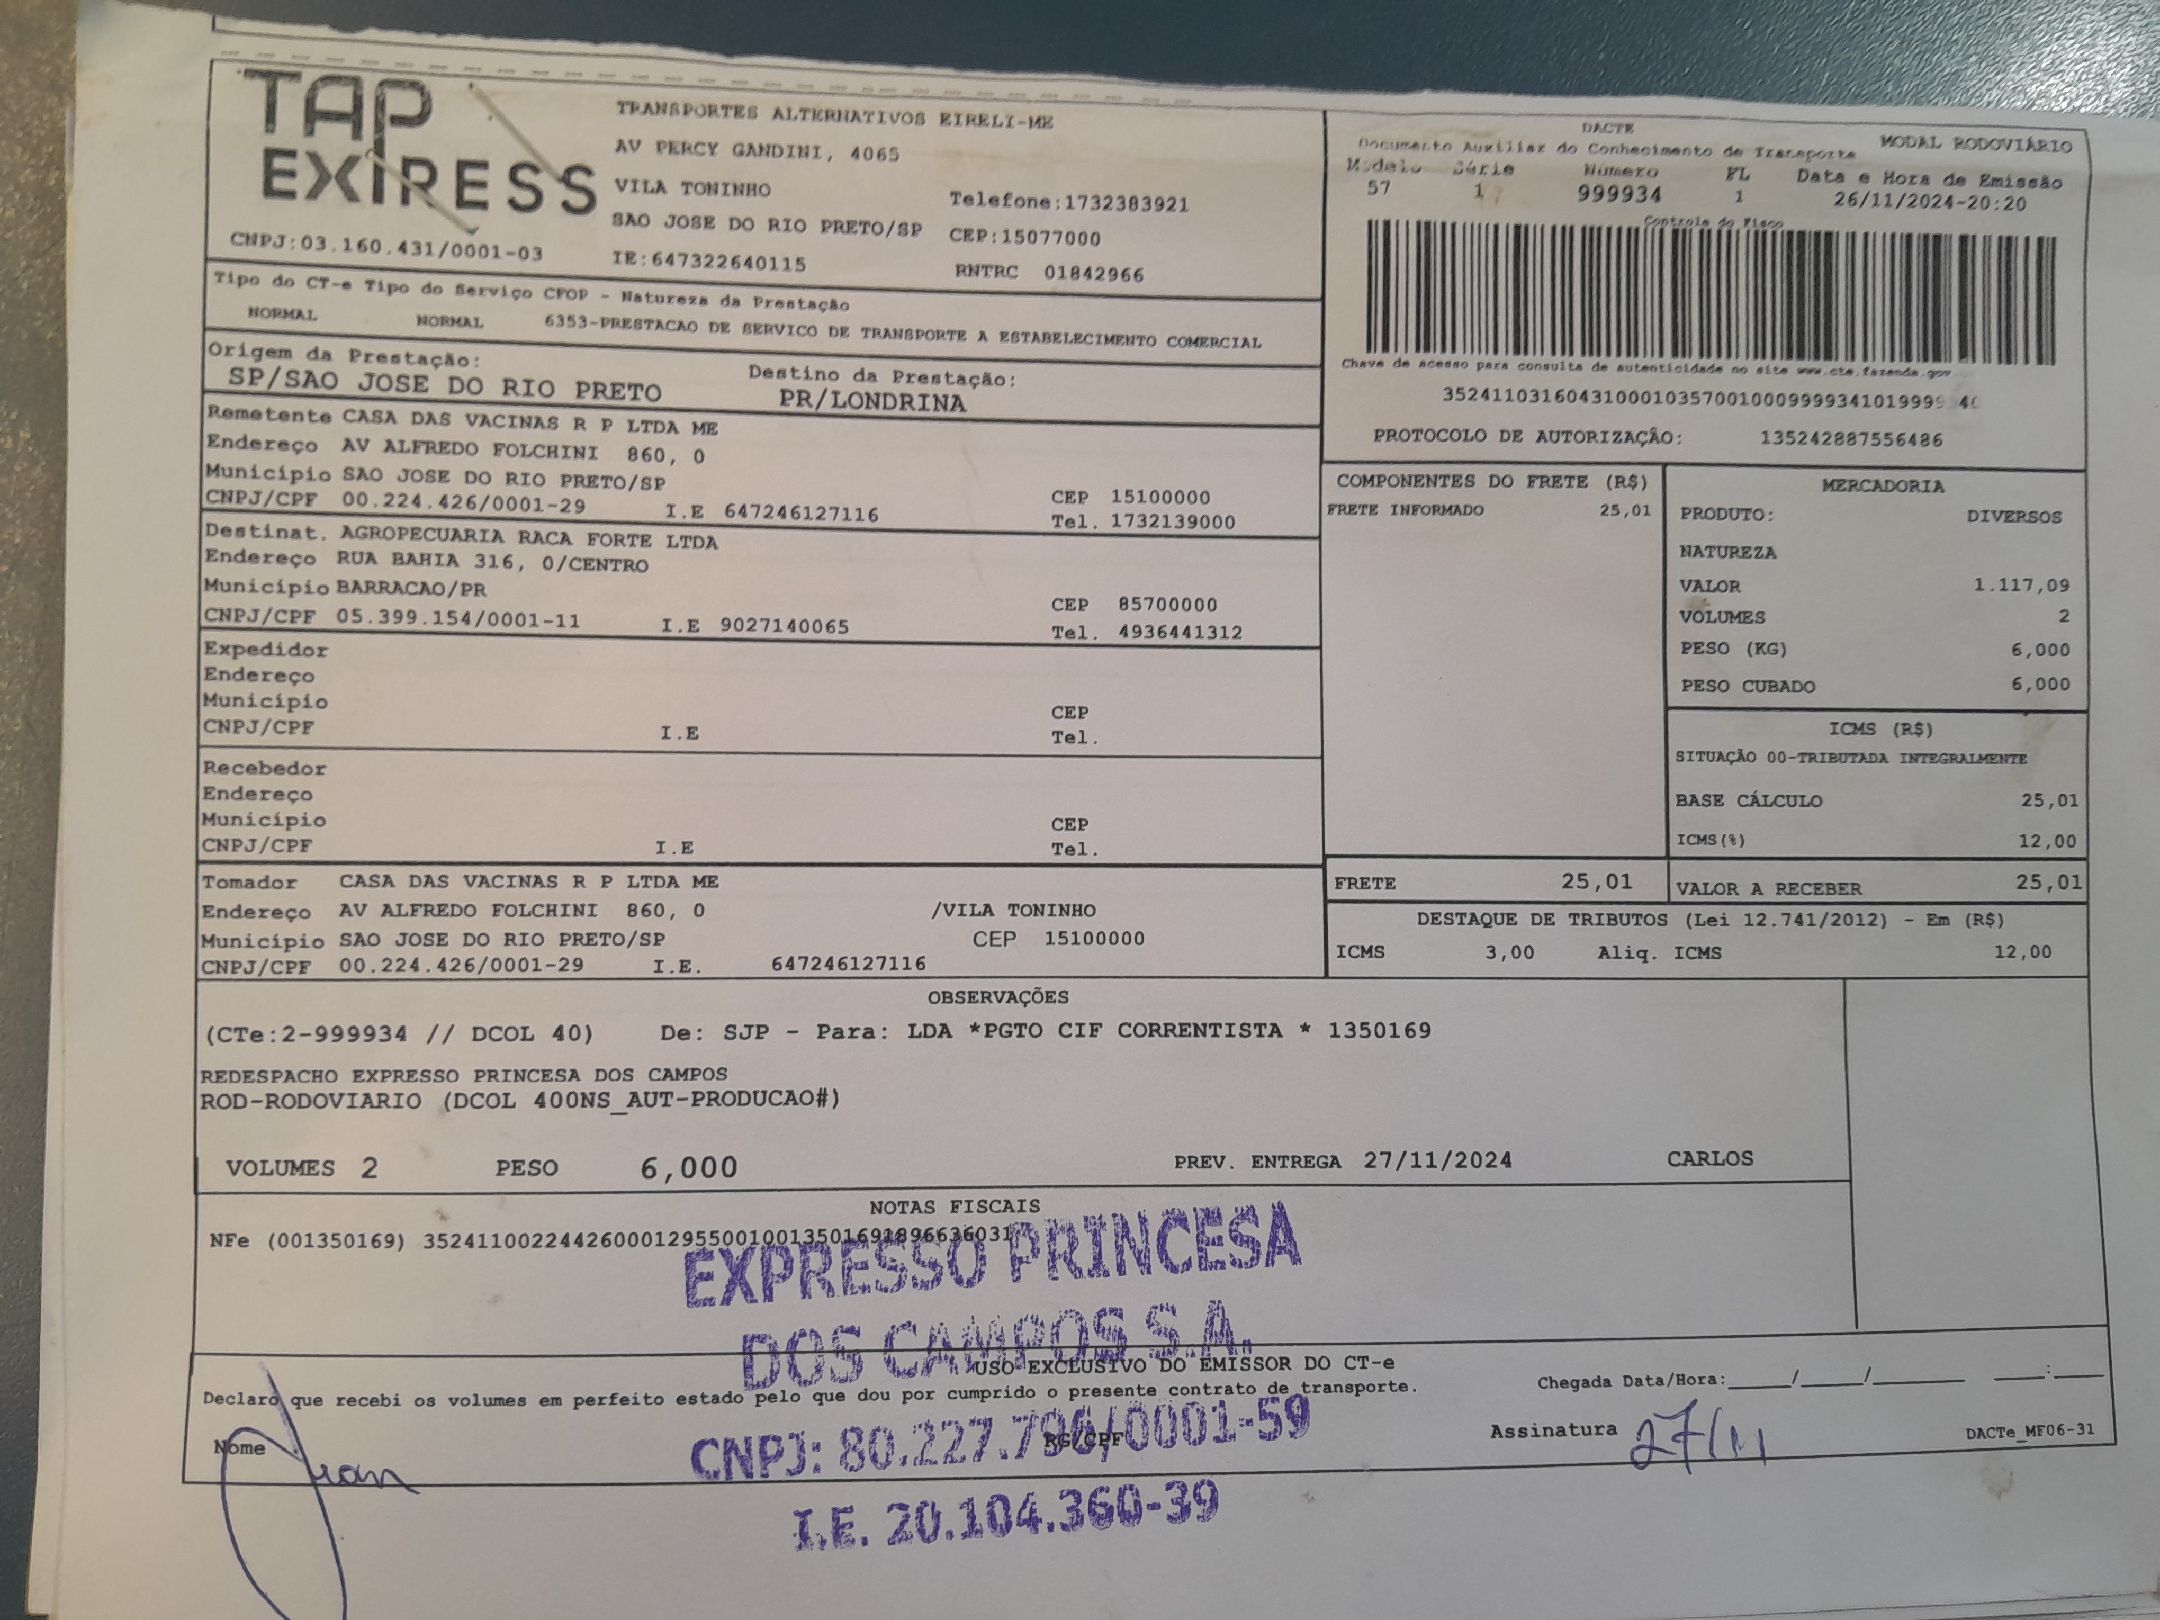 TAP
EXPRESS
CNPJ:03.160.431/0001-03
TRANSPORTES ALTERNATIVOS EIRELI-ME
AV PERCY GANDINI, 4065
VILA TONINHO Telefone:1732383921
SAO JOSE DO RIO PRETO/SP CEP:15077000
IE:647322640115 RNTRC 01842966
DACTE MODAL RODOVIÁRIO
Documento Auxiliar do Conhecimento de Transporte
Modelo Série Número FL Data e Hora de Emissão
57 1 999934 1 26/11/2024-20:20
Controle do Fisco
Chave de acesso para consulta de autenticidade no site www.cte.fazenda.gov
PROTOCOLO DE AUTORIZAÇÃO: 135242887556486
Tipo do CT-e Tipo do Serviço CFOP - Natureza da Prestação
NORMAL NORMAL 6353-PRESTACAO DE SERVICO DE TRANSPORTE A ESTABELECIMENTO COMERCIAL
Origem da Prestação: Destino da Prestação:
SP/SAO JOSE DO RIO PRETO PR/LONDRINA
Remetente CASA DAS VACINAS R P LTDA ME
Endereço AV ALFREDO FOLCHINI 860, 0
Município SAO JOSE DO RIO PRETO/SP CEP 15100000
CNPJ/CPF 00.224.426/0001-29 I.E 647246127116 Tel. 1732139000
Destinat. AGROPECUARIA RACA FORTE LTDA
Endereço RUA BAHIA 316, 0/CENTRO
Município BARRACAO/PR CEP 85700000
CNPJ/CPF 05.399.154/0001-11 I.E 9027140065 Tel. 4936441312
Expedidor
Endereço
Município CEP
CNPJ/CPF I.E Tel.
Recebedor
Endereço
Município CEP
CNPJ/CPF I.E Tel.
Tomador CASA DAS VACINAS R P LTDA ME
Endereço AV ALFREDO FOLCHINI 860, 0 /VILA TONINHO
Município SAO JOSE DO RIO PRETO/SP CEP 15100000
CNPJ/CPF 00.224.426/0001-29 I.E. 647246127116
COMPONENTES DO FRETE (R$)
FRETE INFORMADO 25,01
MERCADORIA
PRODUTO: DIVERSOS
NATUREZA
VALOR 1.117,09
VOLUMES 2
PESO (KG) 6,000
PESO CUBADO 6,000
ICMS (R$)
SITUAÇÃO 00-TRIBUTADA INTEGRALMENTE
BASE CÁLCULO 25,01
ICMS(%) 12,00
FRETE 25,01 VALOR A RECEBER 25,01
DESTAQUE DE TRIBUTOS (Lei 12.741/2012) - Em (R$)
ICMS 3,00 Aliq. ICMS 12,00
OBSERVAÇÕES
(CTe:2-999934 // DCOL 40) De: SJP - Para: LDA *PGTO CIF CORRENTISTA * 1350169
REDESPACHO EXPRESSO PRINCESA DOS CAMPOS
ROD-RODOVIARIO (DCOL 400NS_AUT-PRODUCAO#)
VOLUMES 2 PESO 6,000 PREV. ENTREGA 27/11/2024 CARLOS
NOTAS FISCAIS
NFe (001350169) 35241100224426000129550010013501691896636031
EXPRESSO PRINCESA
DOS CAMPOS S.A.
USO EXCLUSIVO DO EMISSOR DO CT-e
Declaro que recebi os volumes em perfeito estado pelo que dou por cumprido o presente contrato de transporte. Chegada Data/Hora:_____/_____/_______ ____:____
CNPJ: 80.227.796/0001-59
Nome RG/CPF Assinatura 27/11 DACTe_MF06-31
I.E. 20.104.360-39